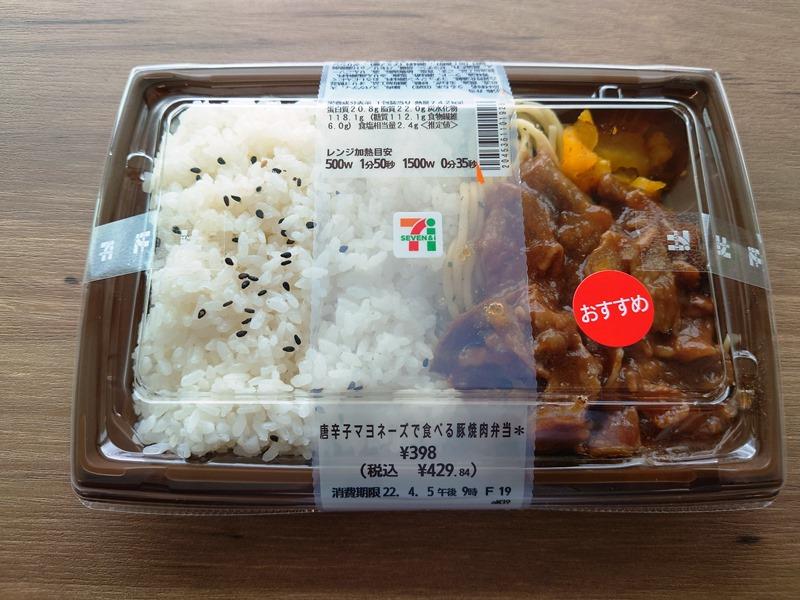 蛋白質20.8g 脂質22.0g 炭水化物
118.1g (糖質112.1g 食物繊維
6.0g) 食塩相当量2.4g <推定値>
レンジ加熱目安
500W 1分50秒 1500W 0分35秒
SEVEN&i
おすすめ
唐辛子マヨネーズで食べる豚焼肉弁当*
¥398
(税込 ¥429.84)
消費期限 22. 4. 5 午後 9時 F 19